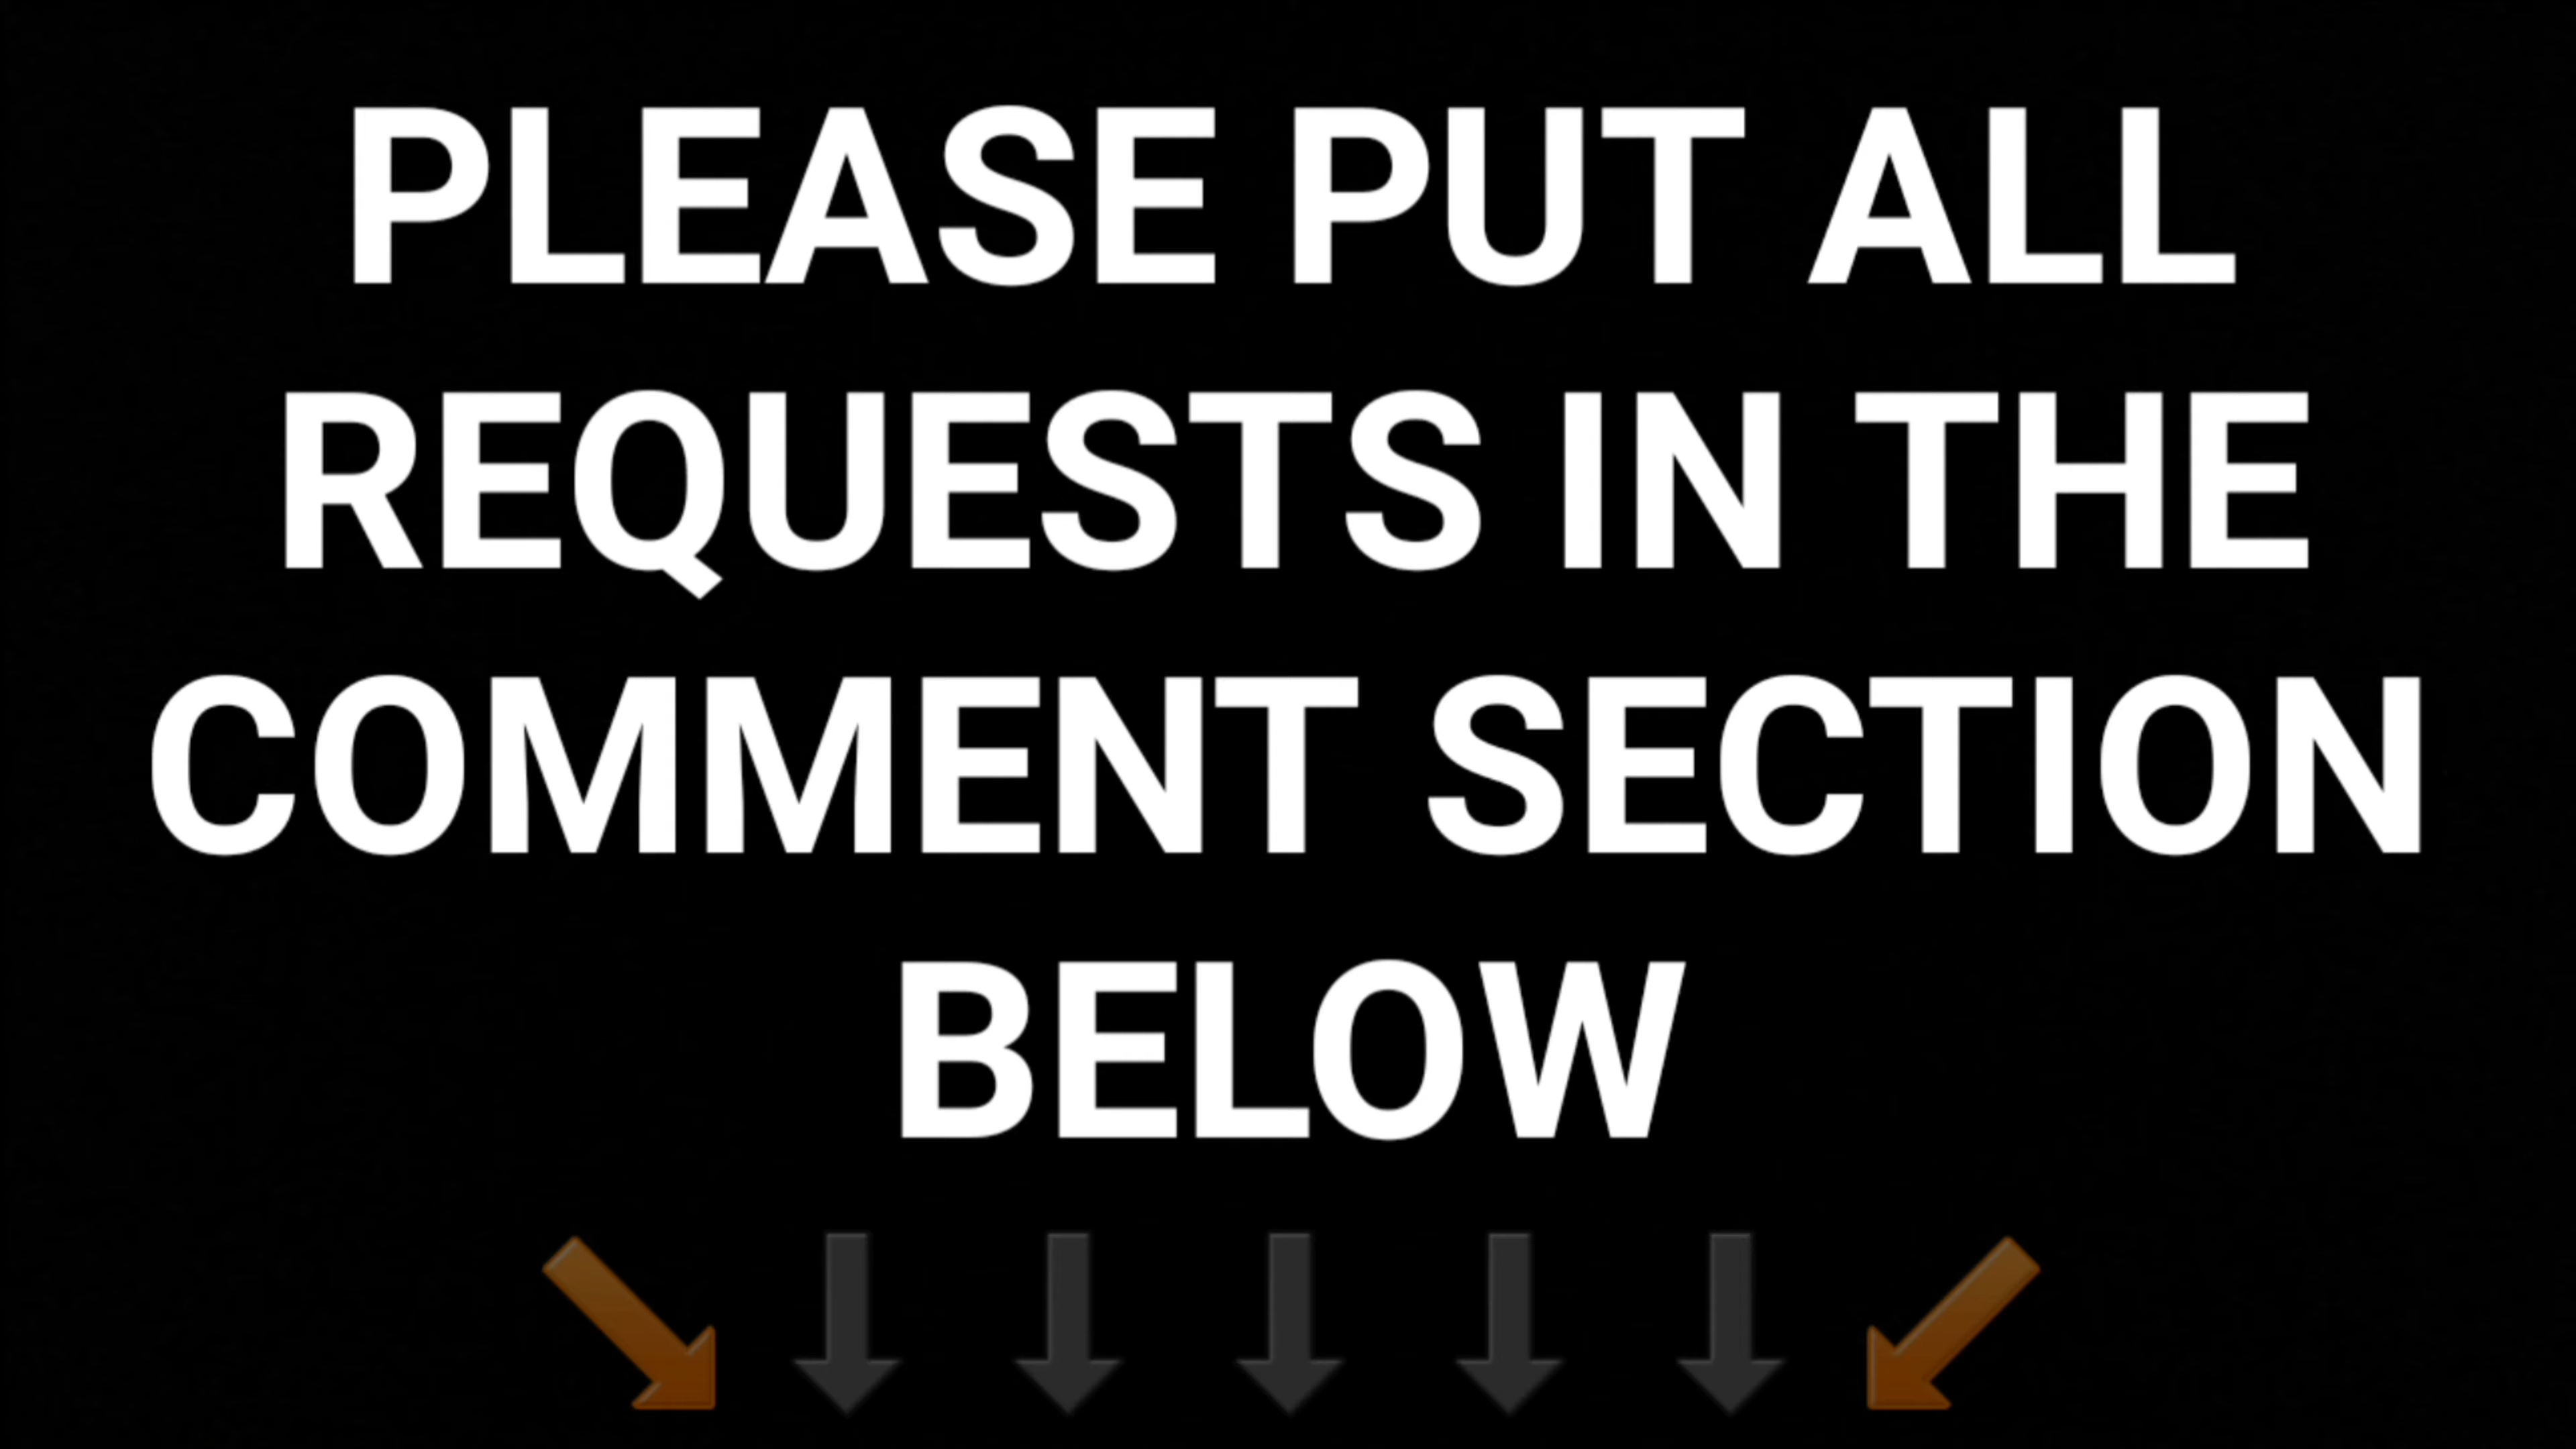 PLEASE PUT ALL
REQUESTS IN THE
COMMENT SECTION
BELOW